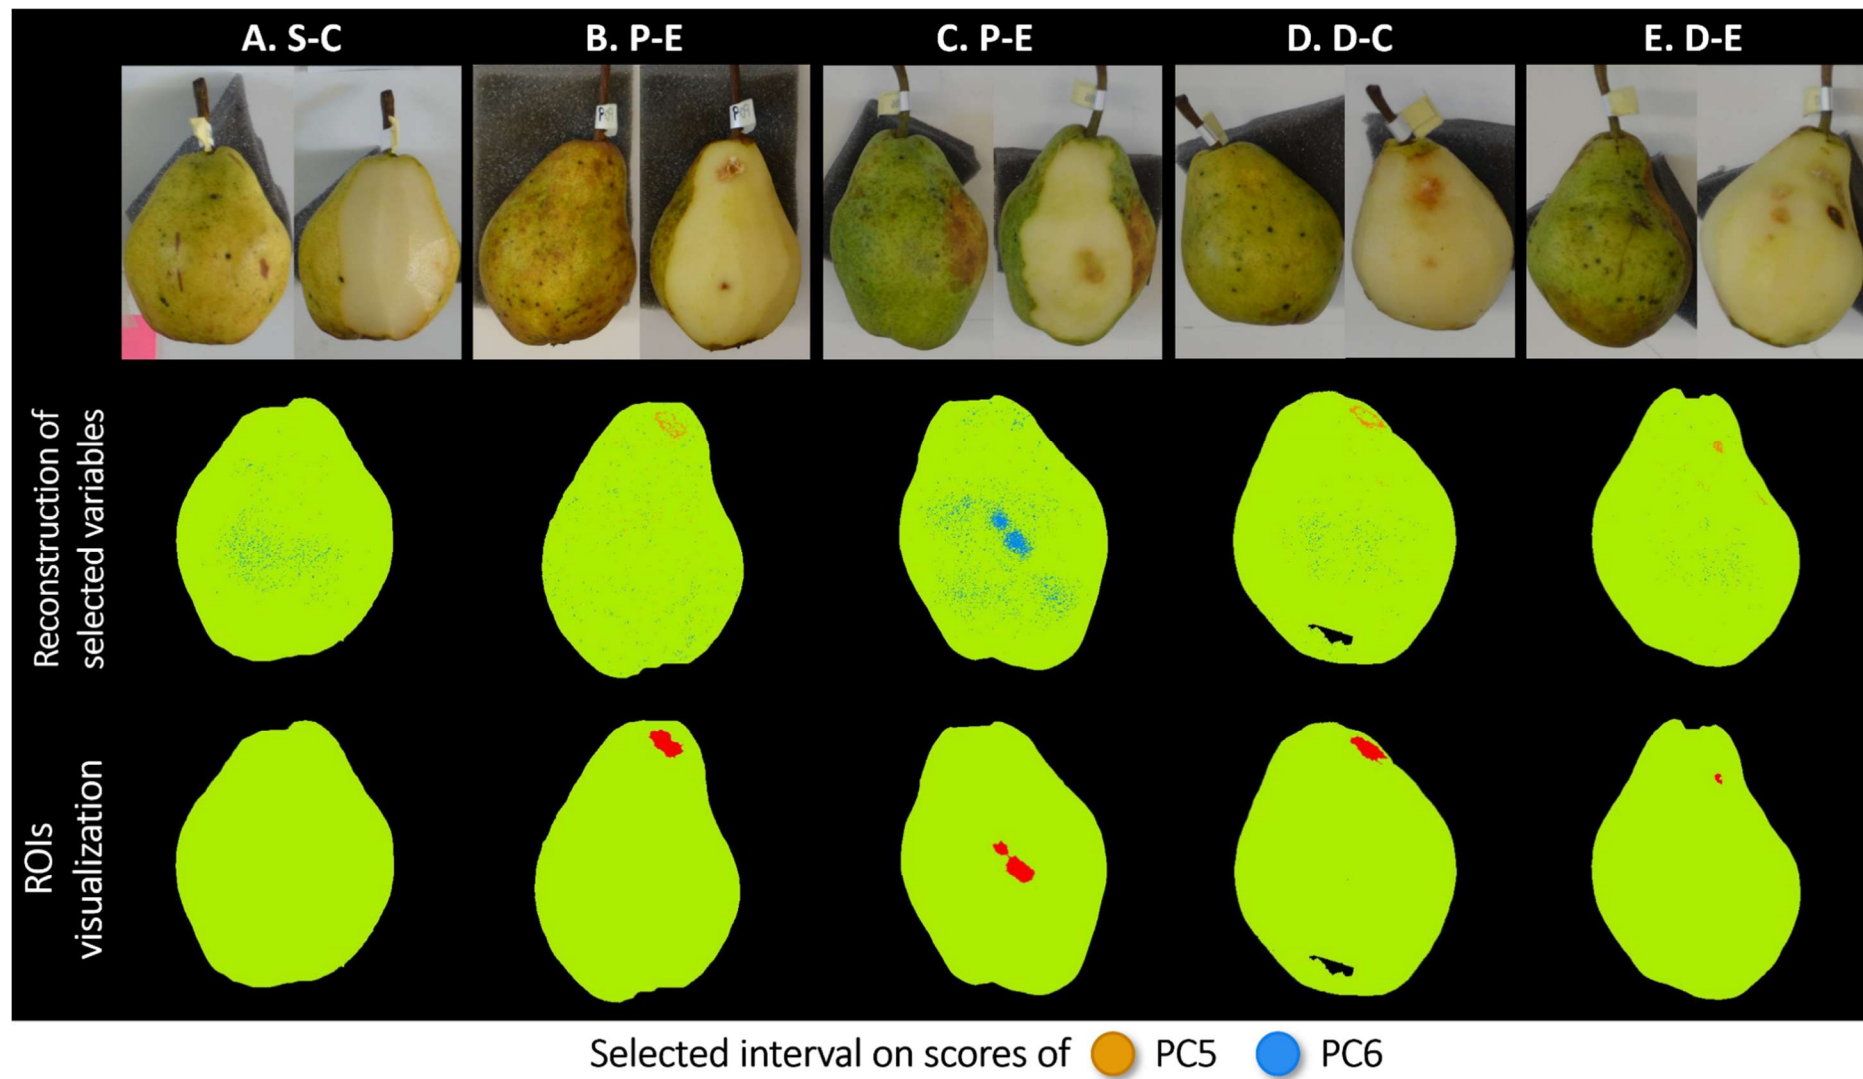 A. S-C
B. P-E
C. P-E
D. D-C
E. D-E
Reconstruction of
selected variables
ROIs
visualization
Selected interval on scores of PC5 PC6